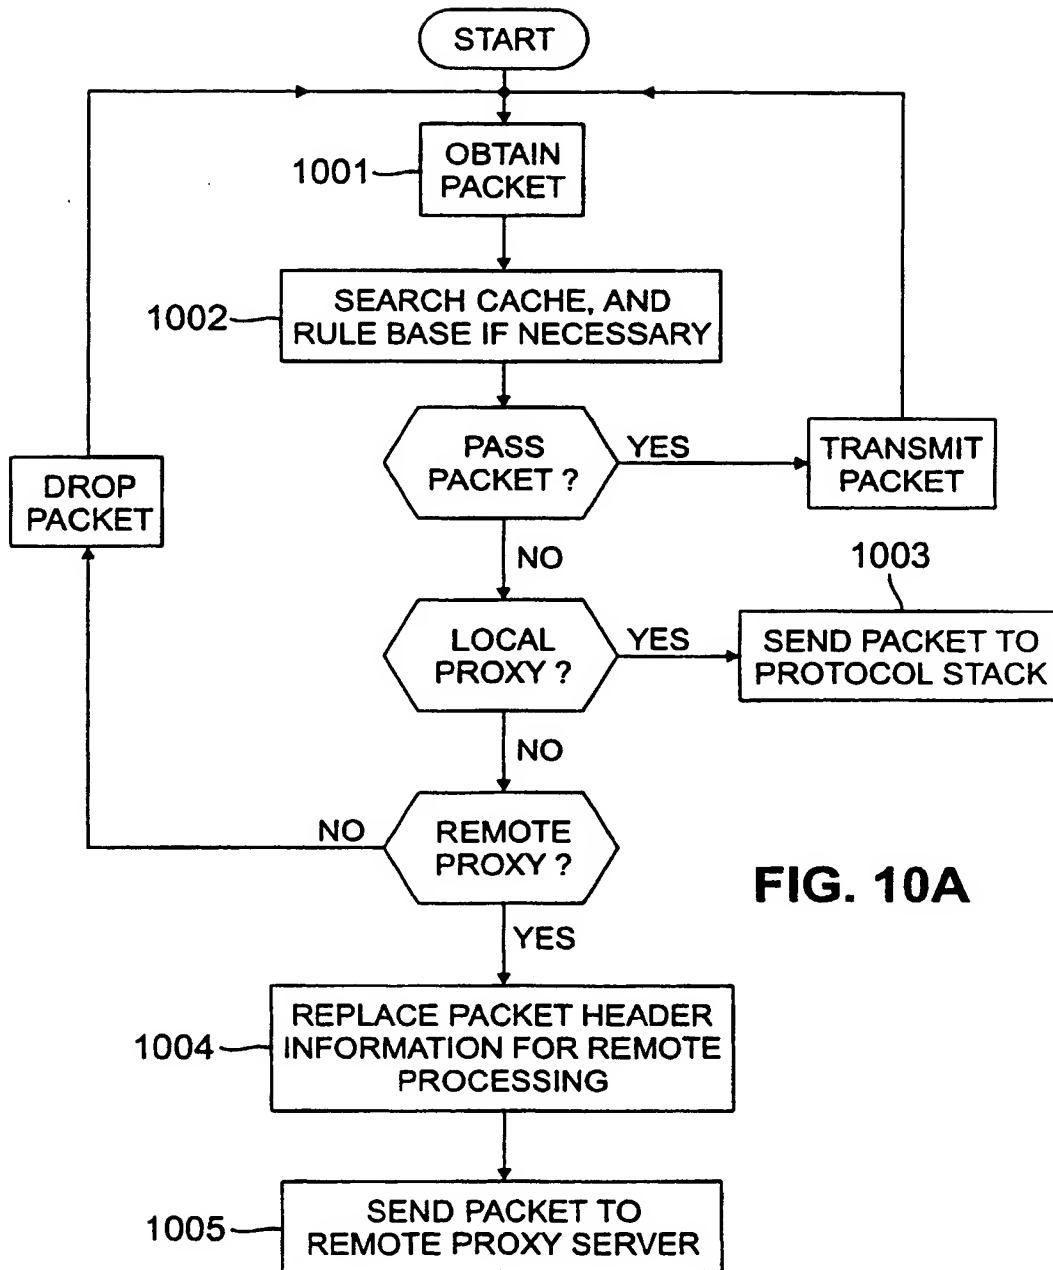 START
1001
OBTAIN
PACKET
1002
SEARCH CACHE, AND
RULE BASE IF NECESSARY
PASS
PACKET ?
YES
TRANSMIT
PACKET
DROP
PACKET
NO
1003
LOCAL
PROXY ?
YES
SEND PACKET TO
PROTOCOL STACK
NO
NO
REMOTE
PROXY ?
FIG. 10A
YES
1004
REPLACE PACKET HEADER
INFORMATION FOR REMOTE
PROCESSING
1005
SEND PACKET TO
REMOTE PROXY SERVER